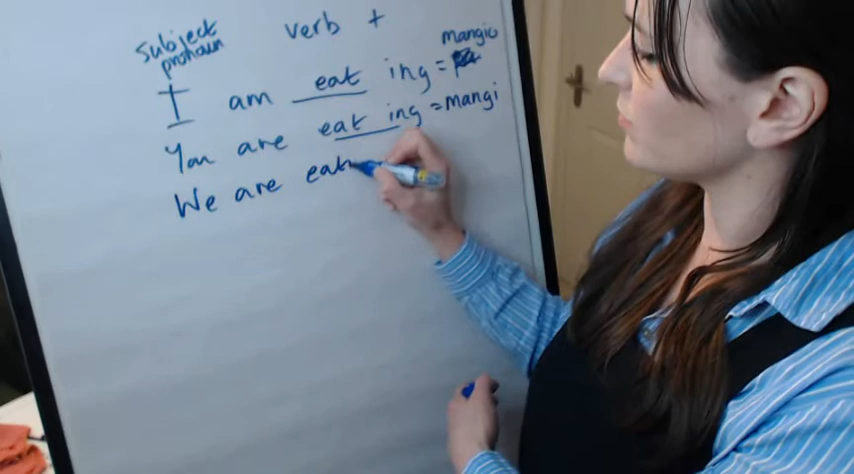 subject verb +
pronoun
I am eat ing = mangio
You are eat ing = mangi
We are eat